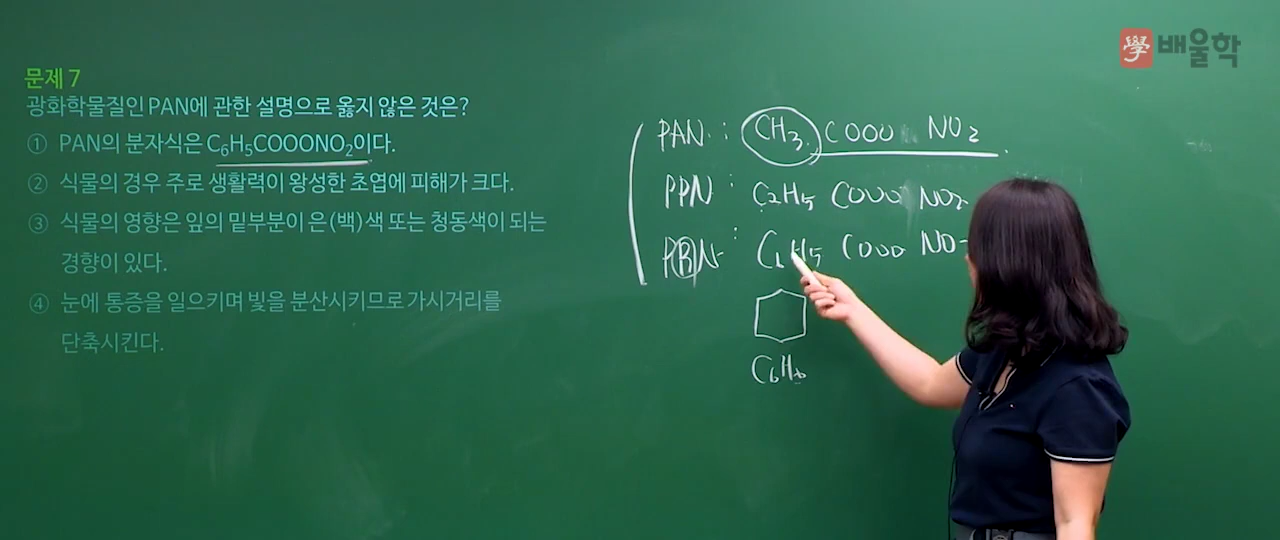 學 배울학
문제 7
광화학물질인 PAN에 관한 설명으로 옳지 않은 것은?
① PAN의 분자식은 C₆H₅COOONO₂이다.
② 식물의 경우 주로 생활력이 왕성한 초엽에 피해가 크다.
③ 식물의 영향은 잎의 밑부분이 은(백)색 또는 청동색이 되는
경향이 있다.
④ 눈에 통증을 일으키며 빛을 분산시키므로 가시거리를
단축시킨다.
PAN : CH₃ COOO NO₂
PPN : C₂H₅ COOO NO₂
PBN : C₆H₅ COOO NO
C₆H₆